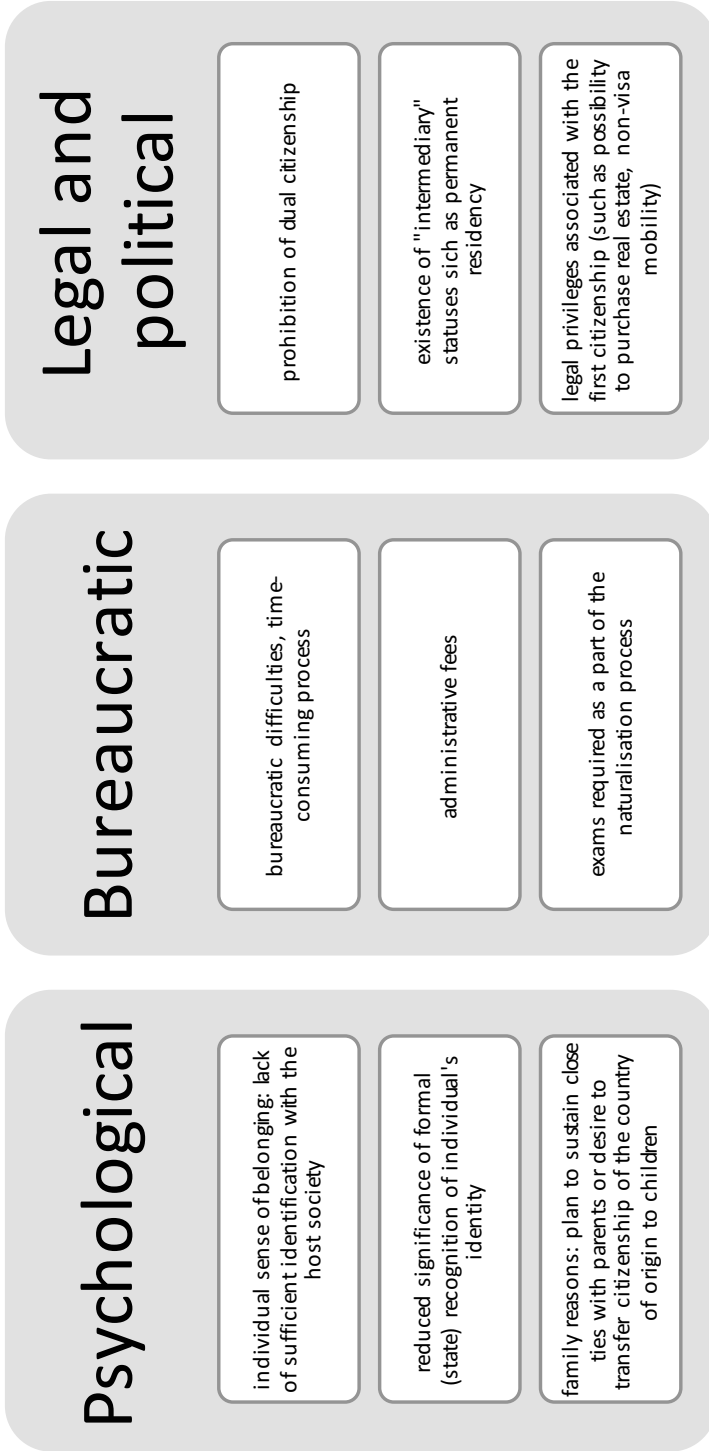 Psychological
individual sense of belonging: lack
of sufficient identification with the
host society
reduced significance of formal
(state) recognition of individual's
identity
family reasons: plan to sustain close
ties with parents or desire to
transfer citizenship of the country
of origin to children
Bureaucratic
bureaucratic difficulties, time-
consuming process
administrative fees
exams required as a part of the
naturalisation process
Legal and
political
prohibition of dual citizenship
existence of "intermediary"
statuses sich as permanent
residency
legal privileges associated with the
first citizenship (such as possibility
to purchase real estate, non-visa
mobility)